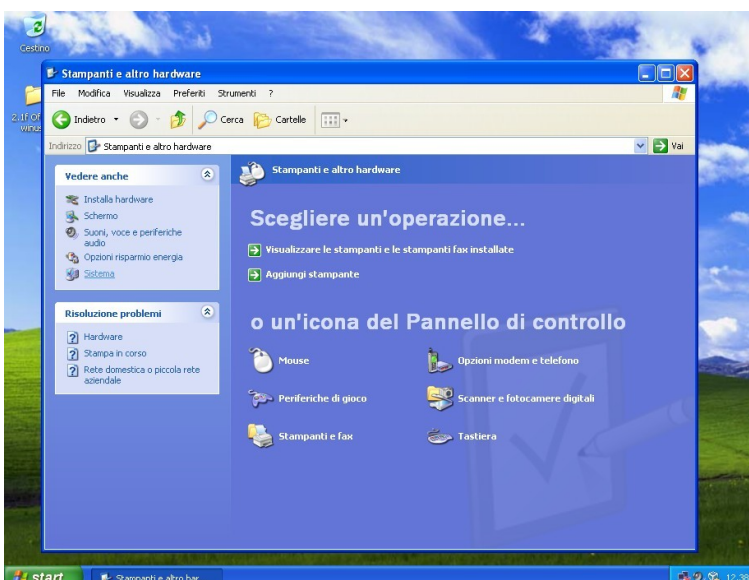 Cestino
Stampanti e altro hardware
File Modifica Visualizza Preferiti Strumenti ?
Indietro Cerca Cartelle
Indirizzo Stampanti e altro hardware Vai
Vedere anche
Installa hardware
Schermo
Suoni, voce e periferiche
audio
Opzioni risparmio energia
Sistema
Risoluzione problemi
Hardware
Stampa in corso
Rete domestica o piccola rete
aziendale
Stampanti e altro hardware
Scegliere un'operazione...
Visualizzare le stampanti e le stampanti fax installate
Aggiungi stampante
o un'icona del Pannello di controllo
Mouse
Opzioni modem e telefono
Periferiche di gioco
Scanner e fotocamere digitali
Stampanti e fax
Tastiera
start
Stampanti e altro har...